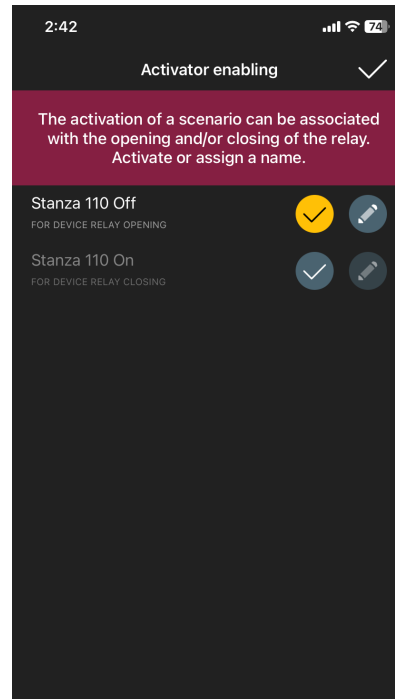 2:42
74
Activator enabling
The activation of a scenario can be associated
with the opening and/or closing of the relay.
Activate or assign a name.
Stanza 110 Off
FOR DEVICE RELAY OPENING
Stanza 110 On
FOR DEVICE RELAY CLOSING